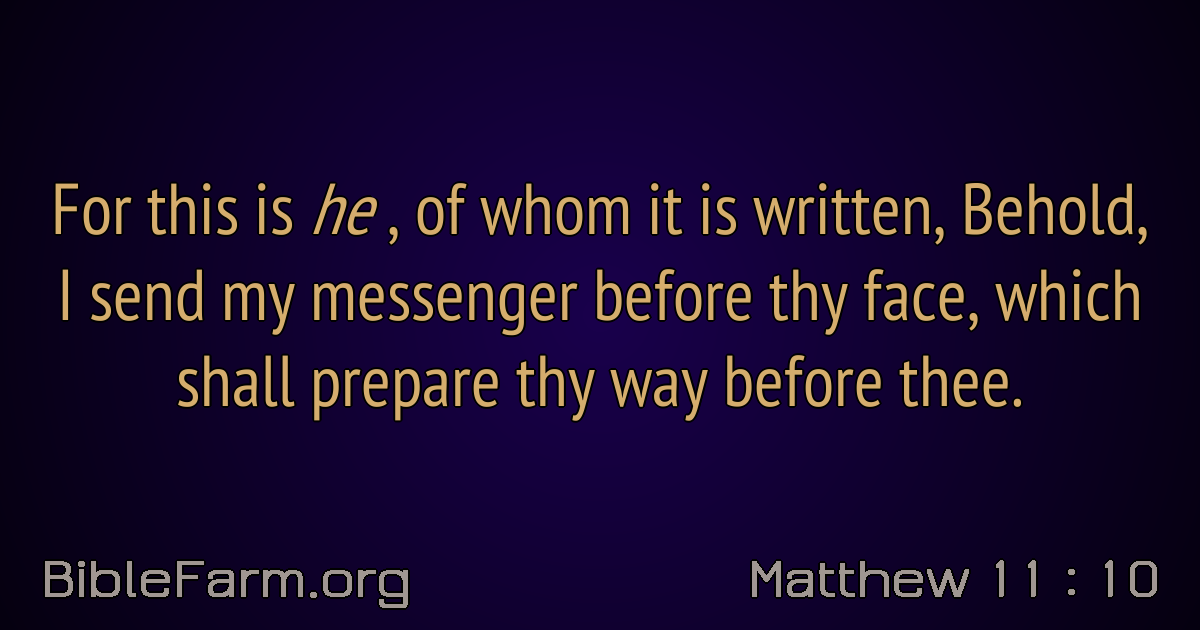 For this is he , of whom it is written, Behold,
I send my messenger before thy face, which
shall prepare thy way before thee.
BibleFarm.org
Matthew 11 : 10